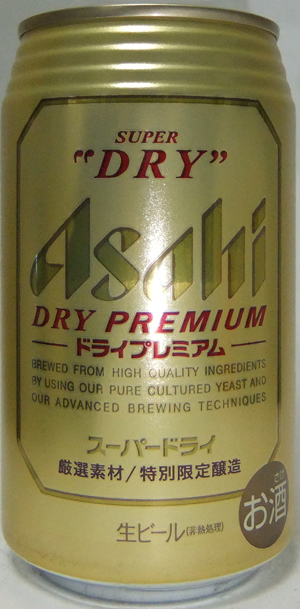 SUPER
"DRY"
Asahi
DRY PREMIUM
ドライプレミアム
BREWED FROM HIGH QUALITY INGREDIENTS
BY USING OUR PURE CULTURED YEAST AND
OUR ADVANCED BREWING TECHNIQUES
スーパードライ
厳選素材/特別限定醸造
さけ
お酒
生ビール(非熱処理)